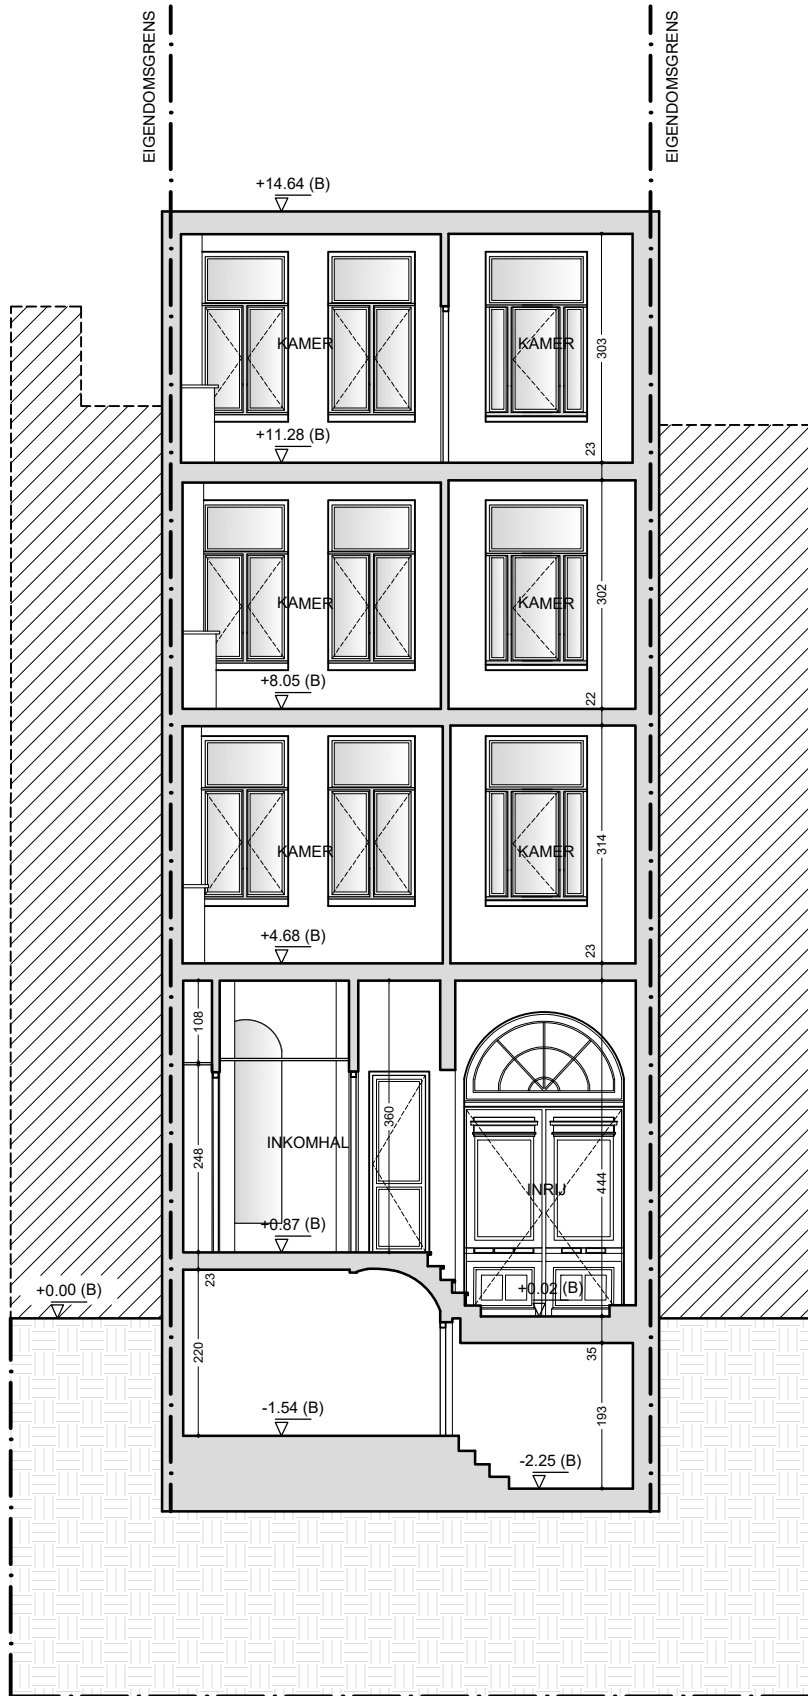 EIGENDOMSGRENS
EIGENDOMSGRENS
+14.64 (B)
KAMER
KAMER
303
+11.28 (B)
23
KAMER
KAMER
302
+8.05 (B)
22
KAMER
KAMER
314
+4.68 (B)
23
108
360
INKOMHAL
248
INRIJ
444
+0.87 (B)
23
+0.00 (B)
+0.02 (B)
220
35
-1.54 (B)
193
-2.25 (B)